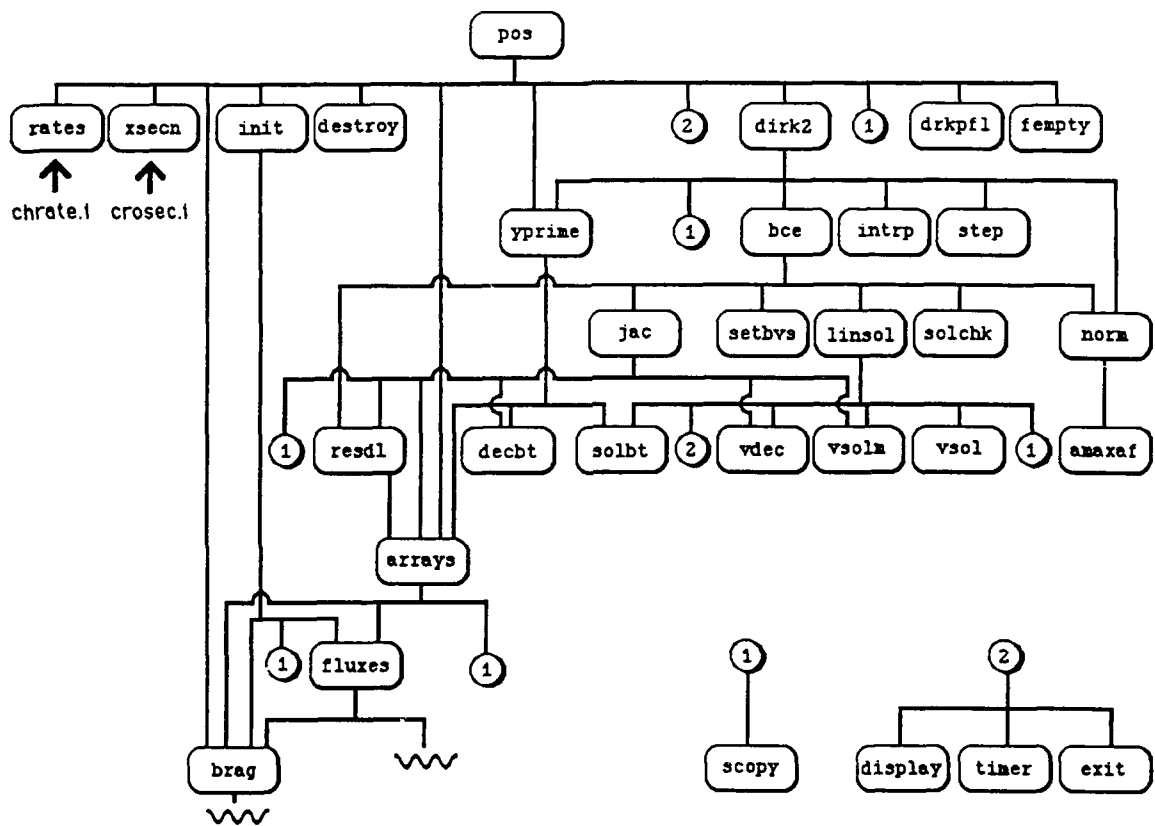 pos
rates xsecn init destroy 2 dirk2 1 drkpfl fempty
chrate.i crosec.i
yprime 1 bce intrp step
jac setbvs linsol solchk norm
1 resdl decbt solbt 2 vdec vsolm vsol 1 amaxaf
arrays
1 fluxes 1 1 2
brag scopy display timer exit